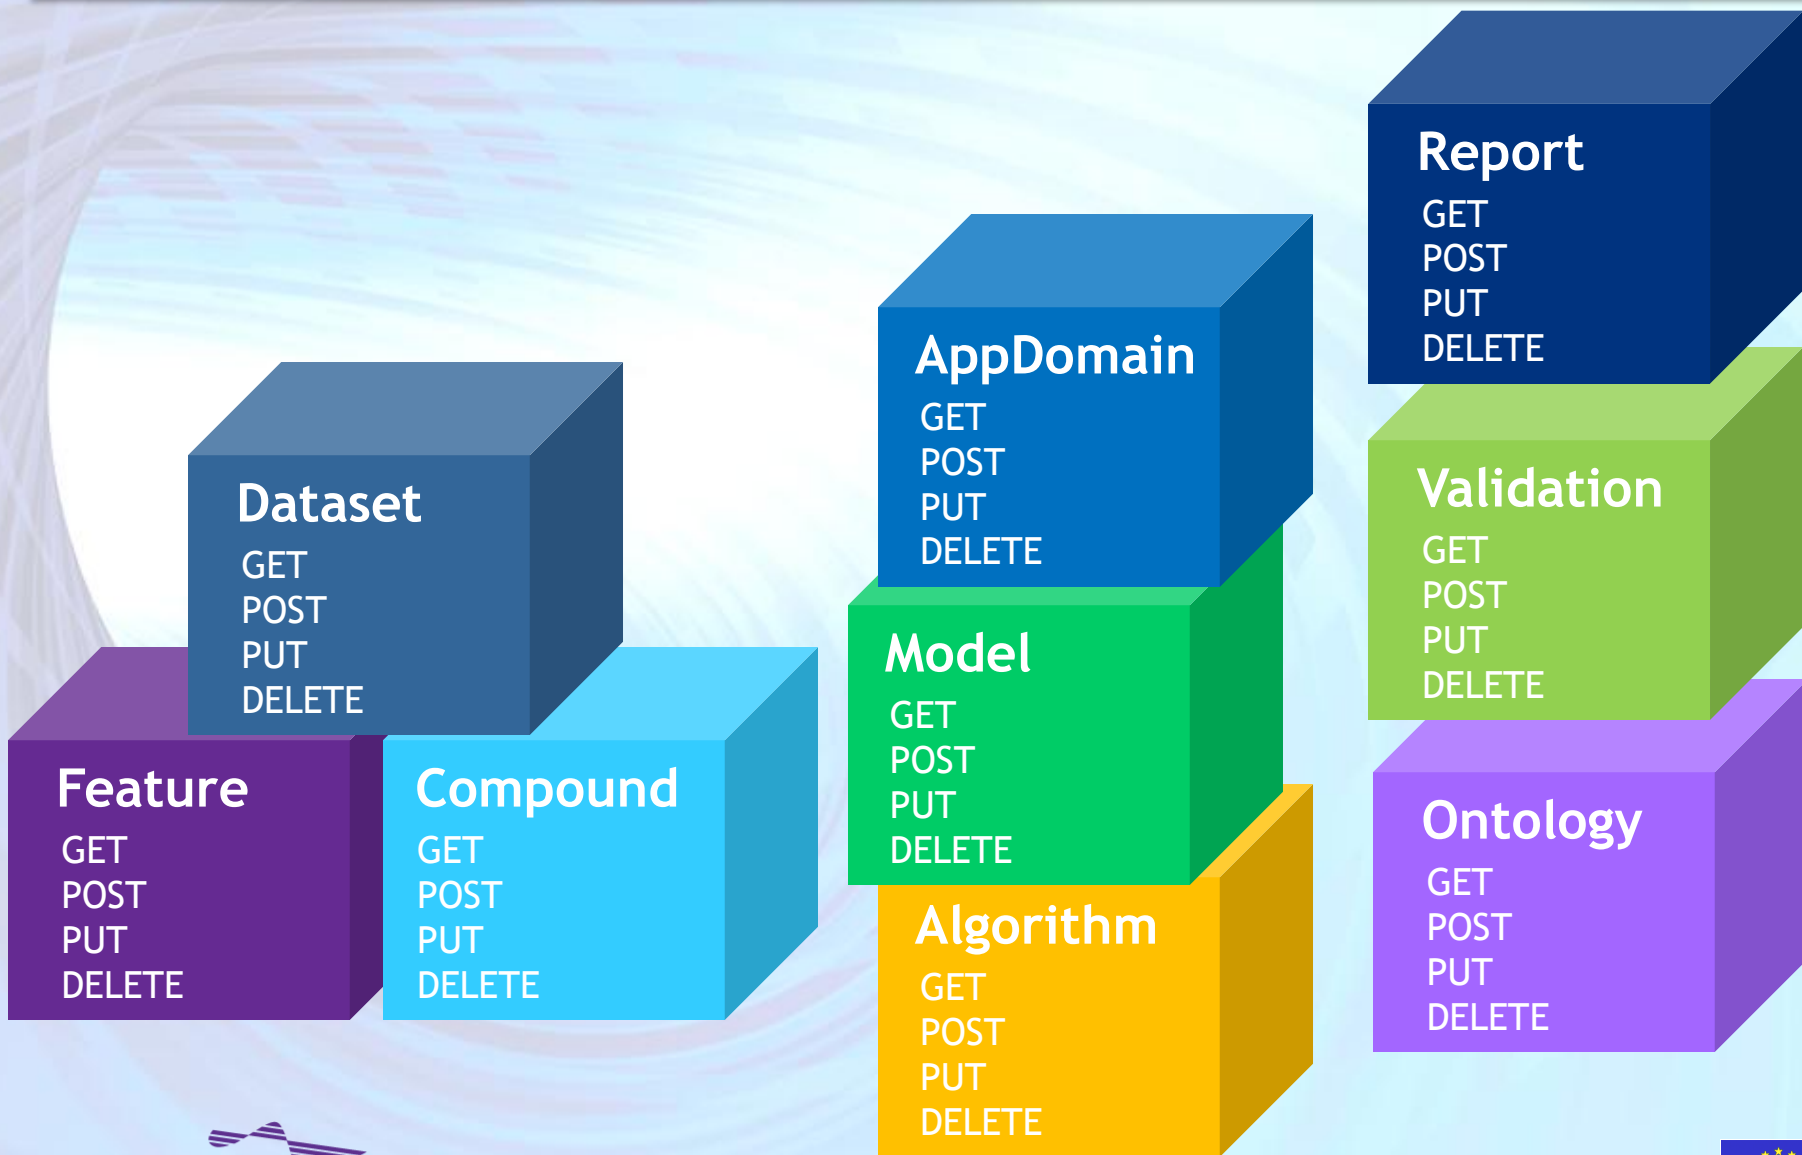 Dataset
GET
POST
PUT
DELETE
Feature
GET
POST
PUT
DELETE
Compound
GET
POST
PUT
DELETE
AppDomain
GET
POST
PUT
DELETE
Model
GET
POST
PUT
DELETE
Algorithm
GET
POST
PUT
DELETE
Report
GET
POST
PUT
DELETE
Validation
GET
POST
PUT
DELETE
Ontology
GET
POST
PUT
DELETE